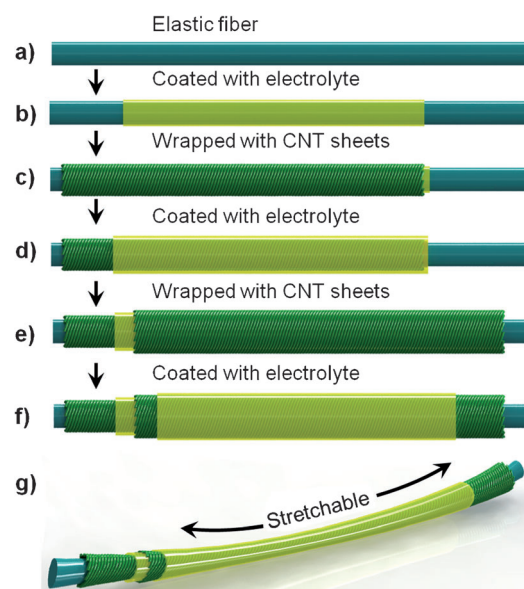 Elastic fiber
a)
Coated with electrolyte
b)
Wrapped with CNT sheets
c)
Coated with electrolyte
d)
Wrapped with CNT sheets
e)
Coated with electrolyte
f)
g)
Stretchable